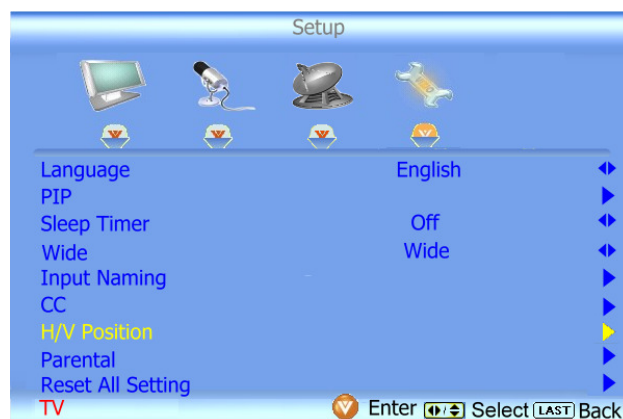 Setup
Language English
PIP
Sleep Timer Off
Wide Wide
Input Naming
CC
H/V Position
Parental
Reset All Setting
TV Enter Select LAST Back